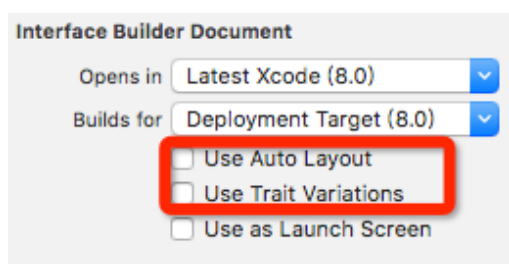 Interface Builder Document
Opens in Latest Xcode (8.0)
Builds for Deployment Target (8.0)
Use Auto Layout
Use Trait Variations
Use as Launch Screen